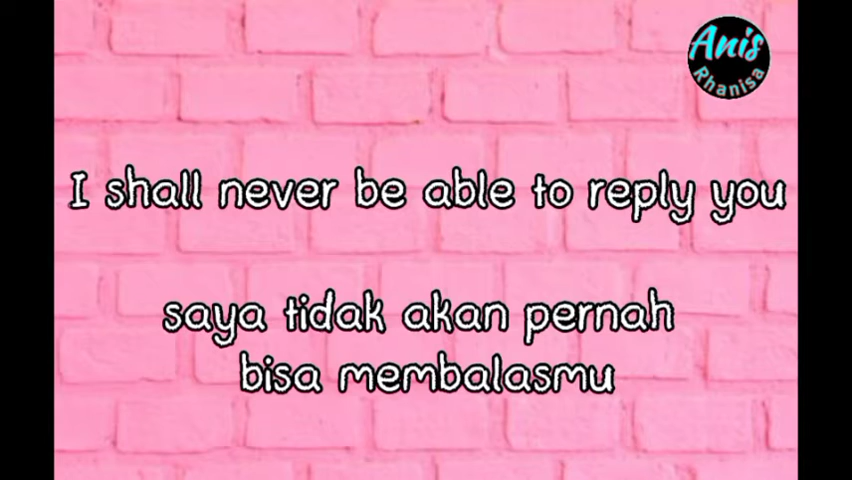 Anis
Rhanisa
I shall never be able to reply you
saya tidak akan pernah
bisa membalasmu